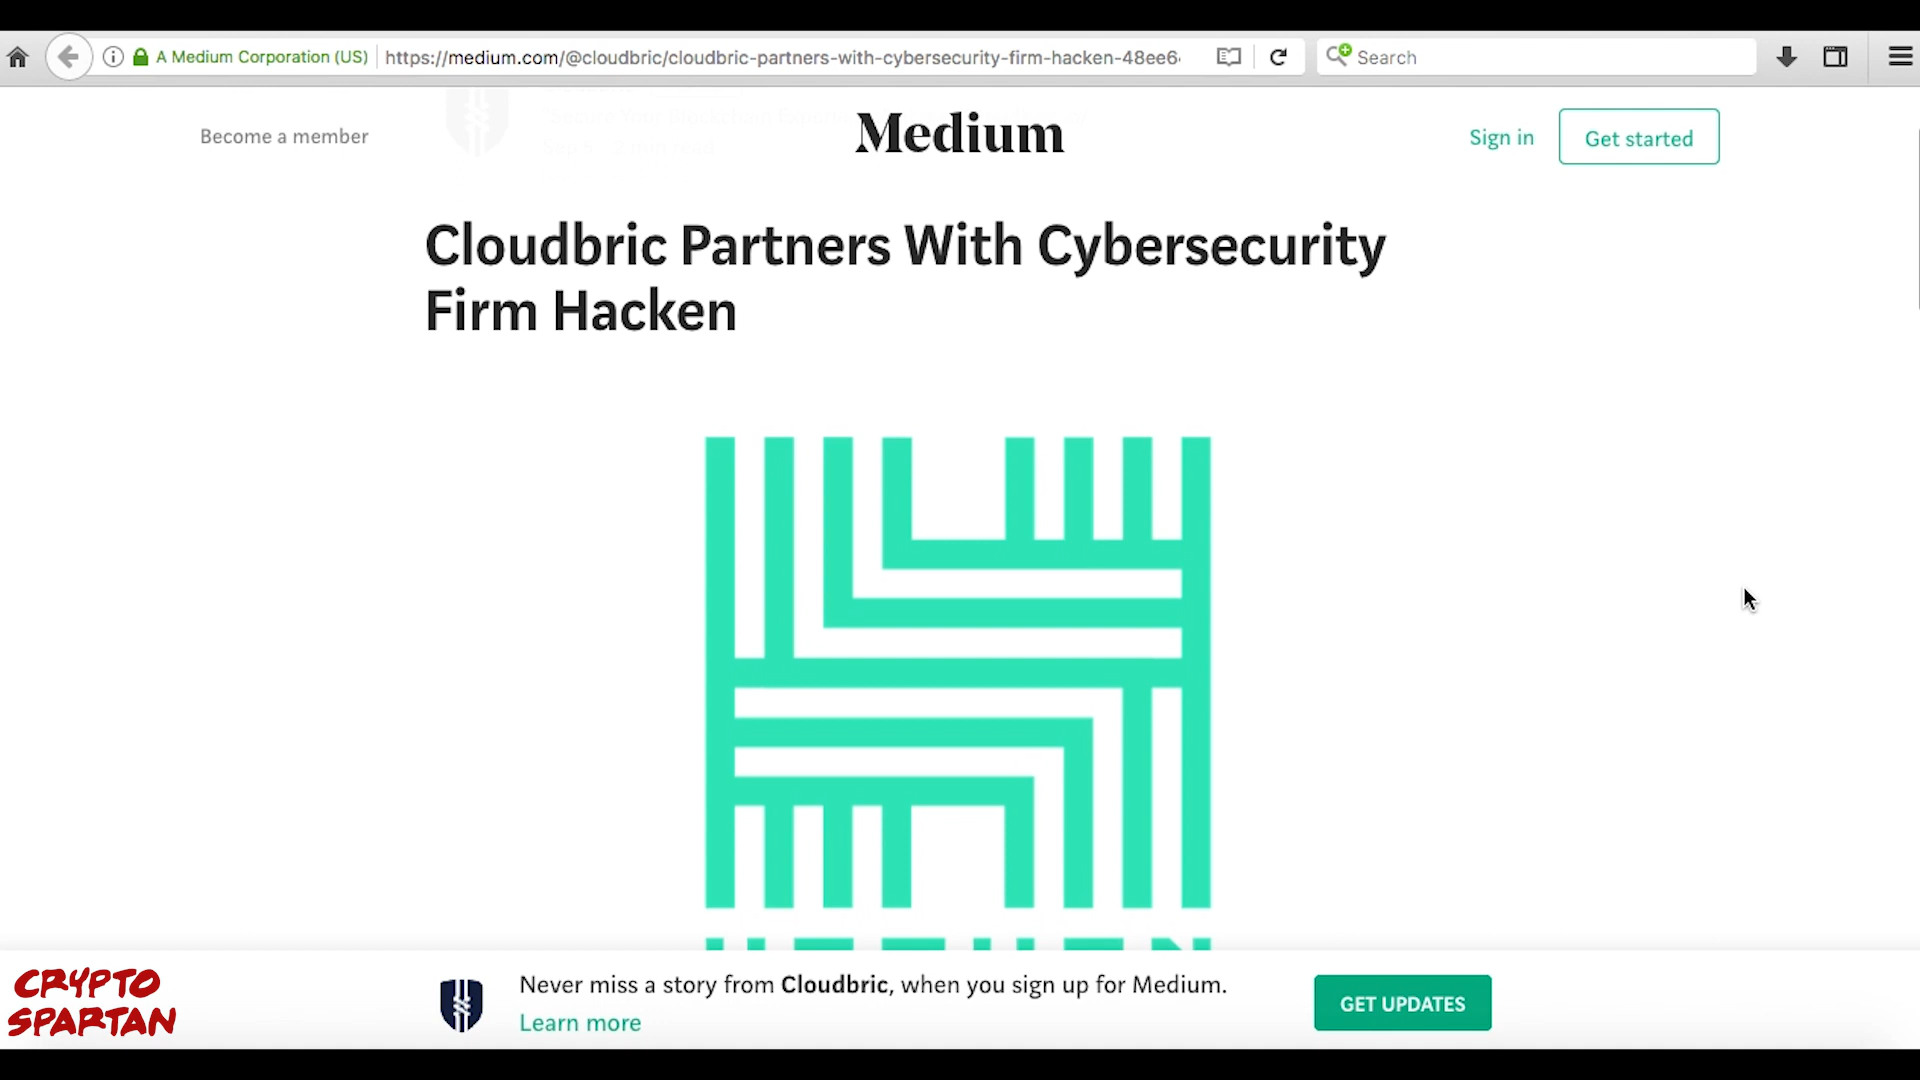 A Medium Corporation (US)
https://medium.com/@cloudbric/cloudbric-partners-with-cybersecurity-firm-hacken-48ee6
Search
Become a member
Medium
Sign in
Get started
Cloudbric Partners With Cybersecurity
Firm Hacken
CRYPTO
SPARTAN
Never miss a story from Cloudbric, when you sign up for Medium.
Learn more
GET UPDATES